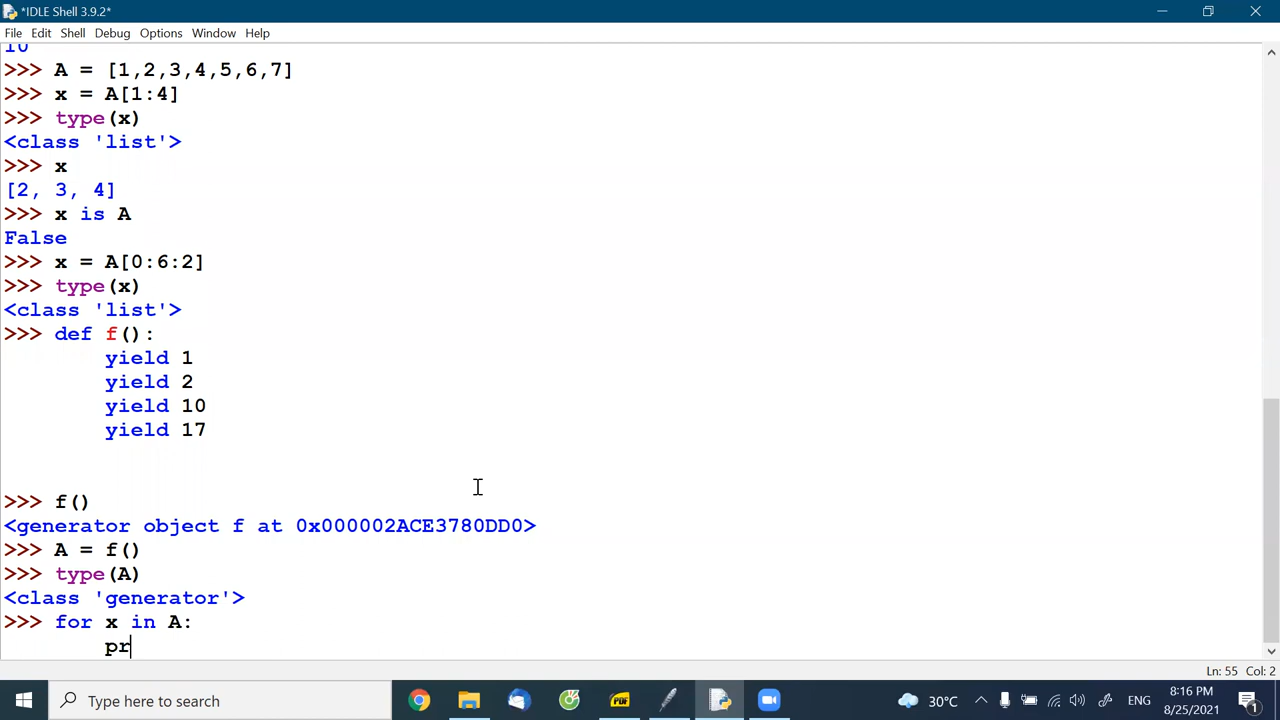 *IDLE Shell 3.9.2*
File Edit Shell Debug Options Window Help
10
>>> A = [1,2,3,4,5,6,7]
>>> x = A[1:4]
>>> type(x)
<class 'list'>
>>> x
[2, 3, 4]
>>> x is A
False
>>> x = A[0:6:2]
>>> type(x)
<class 'list'>
>>> def f():
yield 1
yield 2
yield 10
yield 17
>>> f()
<generator object f at 0x000002ACE3780DD0>
>>> A = f()
>>> type(A)
<class 'generator'>
>>> for x in A:
pr
Ln: 55 Col: 2
Type here to search
PDF
30°C
ENG
8:16 PM
8/25/2021
1